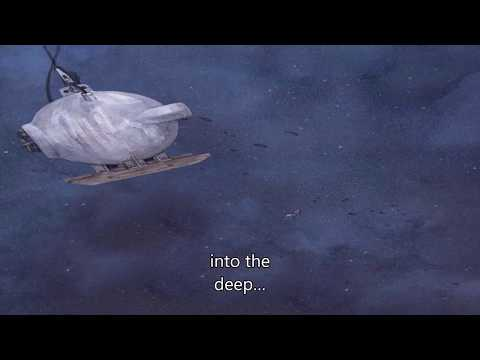 into the
deep...